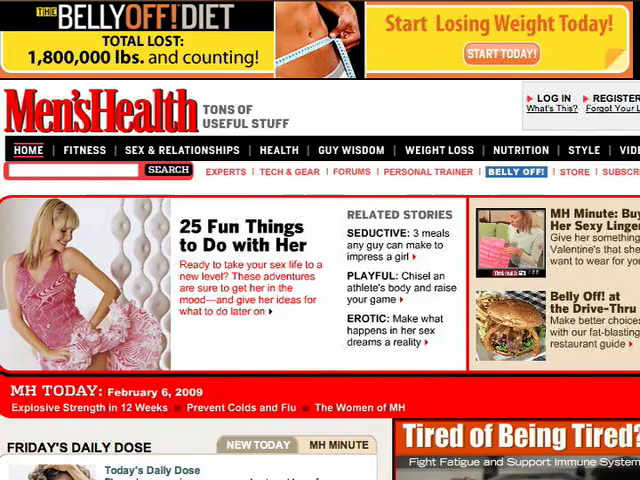 THE BELLYOFF! DIET
TOTAL LOST:
1,800,000 lbs. and counting!
Start Losing Weight Today!
START TODAY!
Men'sHealth TONS OF
USEFUL STUFF
LOG IN REGISTER
What's This? Forgot Your
HOME | FITNESS | SEX & RELATIONSHIPS | HEALTH | GUY WISDOM | WEIGHT LOSS | NUTRITION | STYLE |
SEARCH
EXPERTS | TECH & GEAR | FORUMS | PERSONAL TRAINER | BELLY OFF! | STORE |
25 Fun Things
to Do with Her
Ready to take your sex life to a
new level? These adventures
are sure to get her in the
mood—and give her ideas for
what to do later on
RELATED STORIES
SEDUCTIVE: 3 meals
any guy can make to
impress a girl
PLAYFUL: Chisel an
athlete's body and raise
your game
EROTIC: Make what
happens in her sex
dreams a reality
MH Minute: Buy
Her Sexy Linger
Give her something
Valentine's that she
want to wear for you
Belly Off! at
the Drive-Thru
Make better choices
with our fat-blasting
restaurant guide
MH TODAY: February 6, 2009
Explosive Strength in 12 Weeks Prevent Colds and Flu The Women of MH
FRIDAY'S DAILY DOSE
NEW TODAY MH MINUTE
Today's Daily Dose
Tired of Being Tired?
Fight Fatigue and Support Immune System